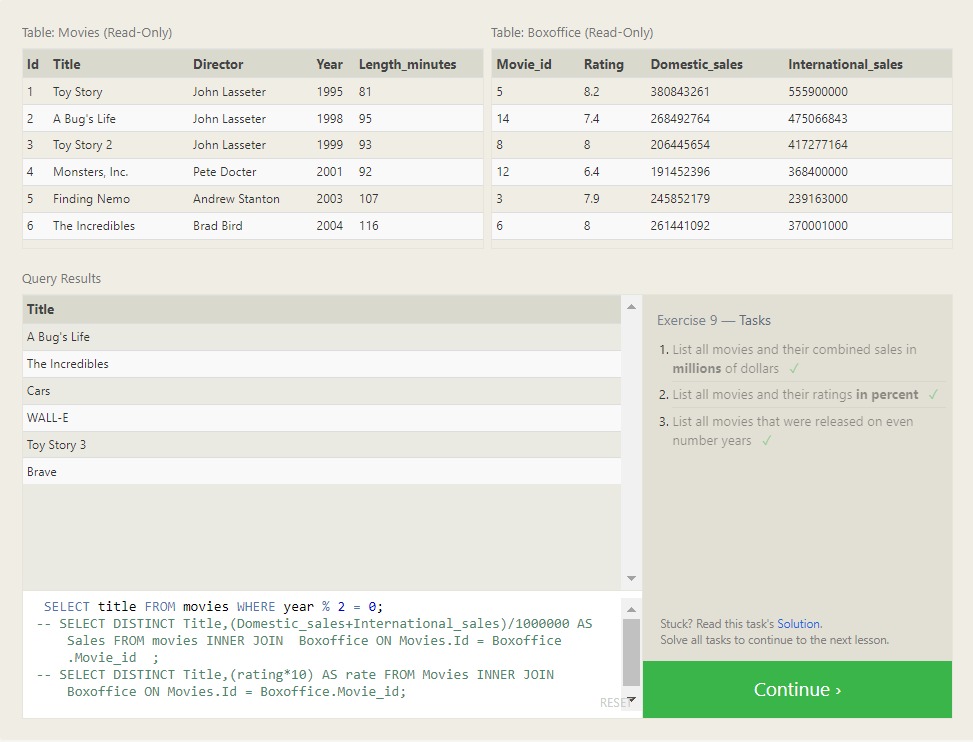 Table: Movies (Read-Only)
Id Title Director Year Length_minutes
1 Toy Story John Lasseter 1995 81
2 A Bug's Life John Lasseter 1998 95
3 Toy Story 2 John Lasseter 1999 93
4 Monsters, Inc. Pete Docter 2001 92
5 Finding Nemo Andrew Stanton 2003 107
6 The Incredibles Brad Bird 2004 116
Table: Boxoffice (Read-Only)
Movie_id Rating Domestic_sales International_sales
5 8.2 380843261 555900000
14 7.4 268492764 475066843
8 8 206445654 417277164
12 6.4 191452396 368400000
3 7.9 245852179 239163000
6 8 261441092 370001000
Query Results
Title
A Bug's Life
The Incredibles
Cars
WALL-E
Toy Story 3
Brave
SELECT title FROM movies WHERE year % 2 = 0;
-- SELECT DISTINCT Title,(Domestic_sales+International_sales)/1000000 AS
Sales FROM movies INNER JOIN  Boxoffice ON Movies.Id = Boxoffice
.Movie_id  ;
-- SELECT DISTINCT Title,(rating*10) AS rate FROM Movies INNER JOIN
Boxoffice ON Movies.Id = Boxoffice.Movie_id;
RESET
Exercise 9 — Tasks
1. List all movies and their combined sales in
millions of dollars ✓
2. List all movies and their ratings in percent ✓
3. List all movies that were released on even
number years ✓
Stuck? Read this task's Solution.
Solve all tasks to continue to the next lesson.
Continue ›